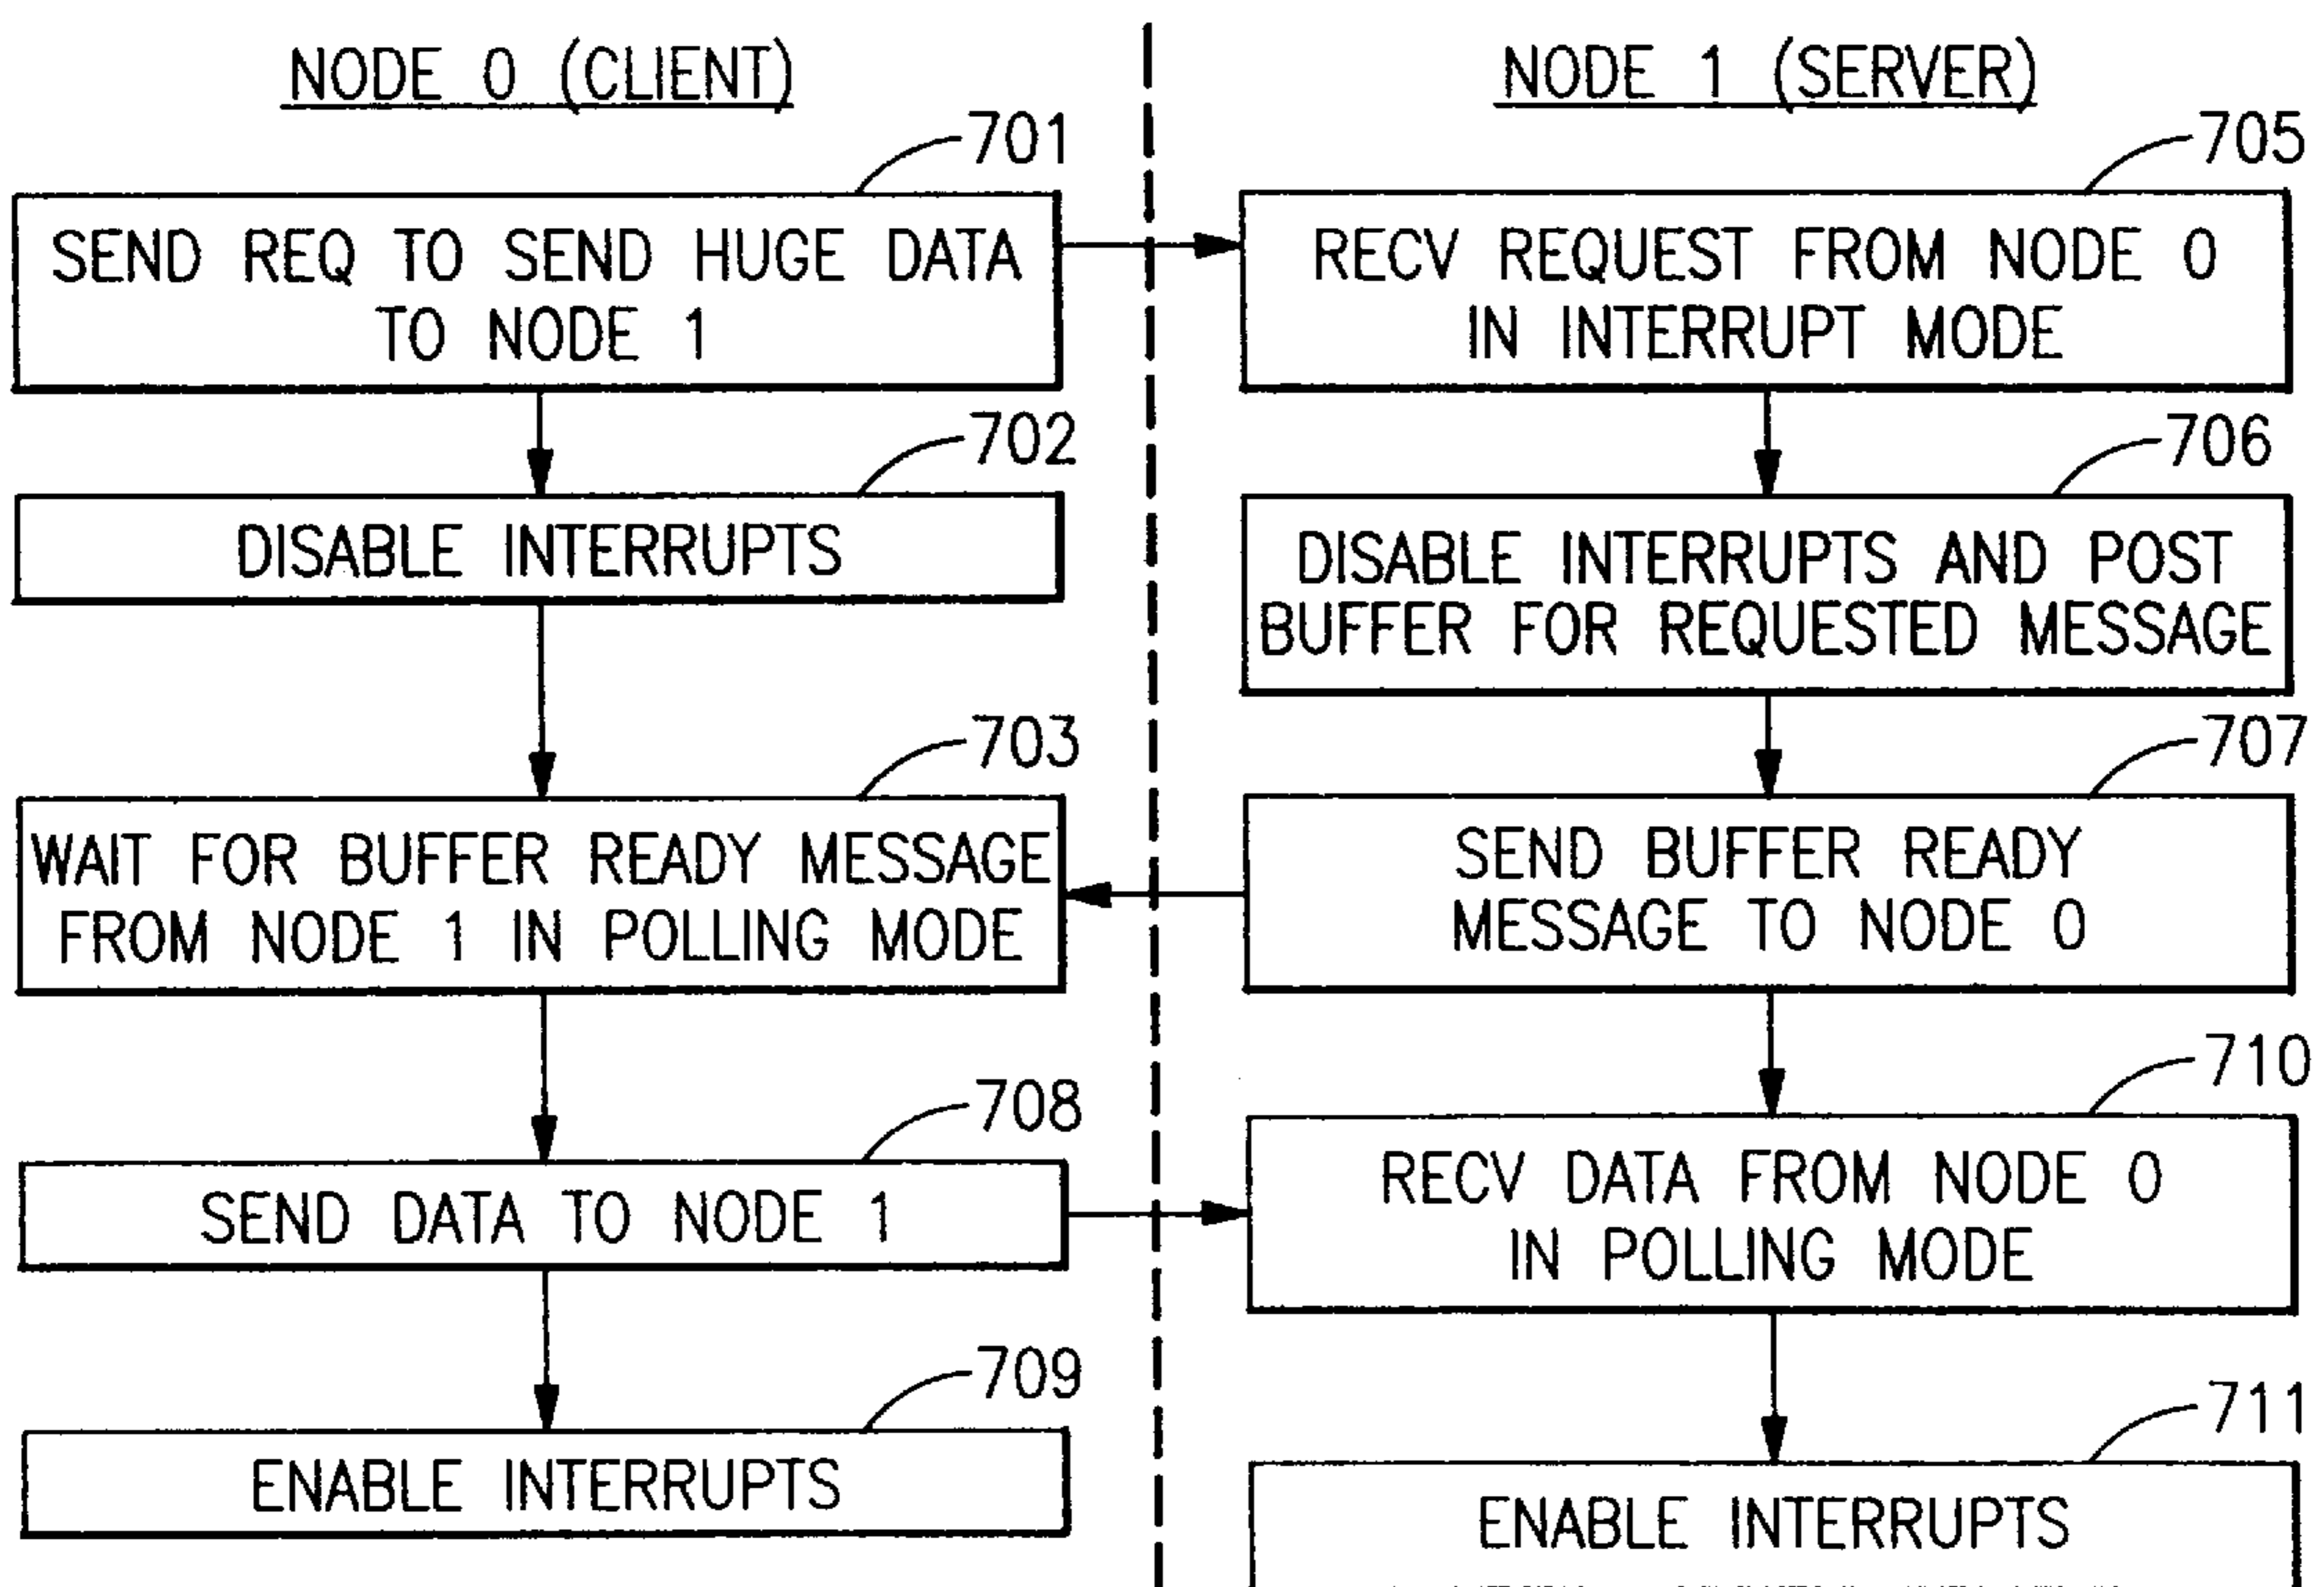 NODE 0 (CLIENT)
701
SEND REQ TO SEND HUGE DATA
TO NODE 1
702
DISABLE INTERRUPTS
703
WAIT FOR BUFFER READY MESSAGE
FROM NODE 1 IN POLLING MODE
708
SEND DATA TO NODE 1
709
ENABLE INTERRUPTS
NODE 1 (SERVER)
705
RECV REQUEST FROM NODE 0
IN INTERRUPT MODE
706
DISABLE INTERRUPTS AND POST
BUFFER FOR REQUESTED MESSAGE
707
SEND BUFFER READY
MESSAGE TO NODE 0
710
RECV DATA FROM NODE 0
IN POLLING MODE
711
ENABLE INTERRUPTS